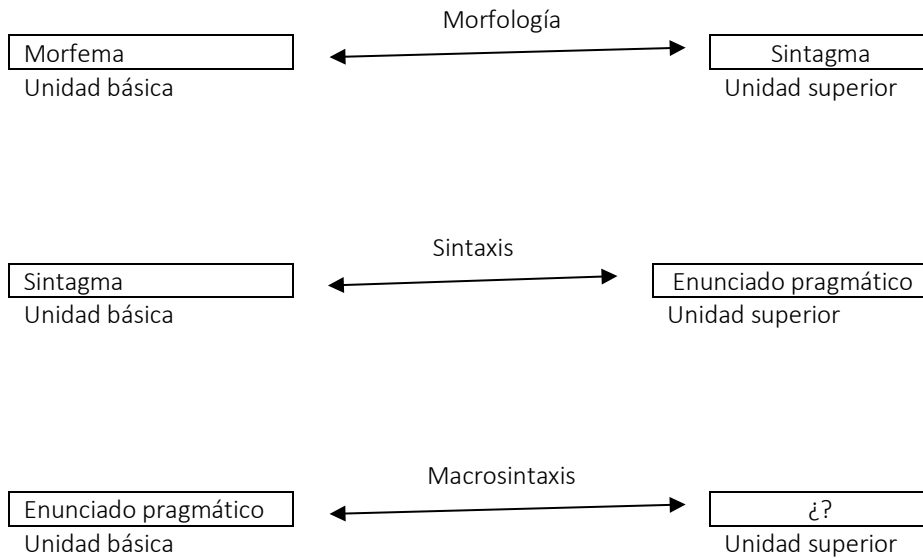 Morfología
Morfema
Sintagma
Unidad básica
Unidad superior
Sintaxis
Sintagma
Enunciado pragmático
Unidad básica
Unidad superior
Macrosintaxis
Enunciado pragmático
¿?
Unidad básica
Unidad superior